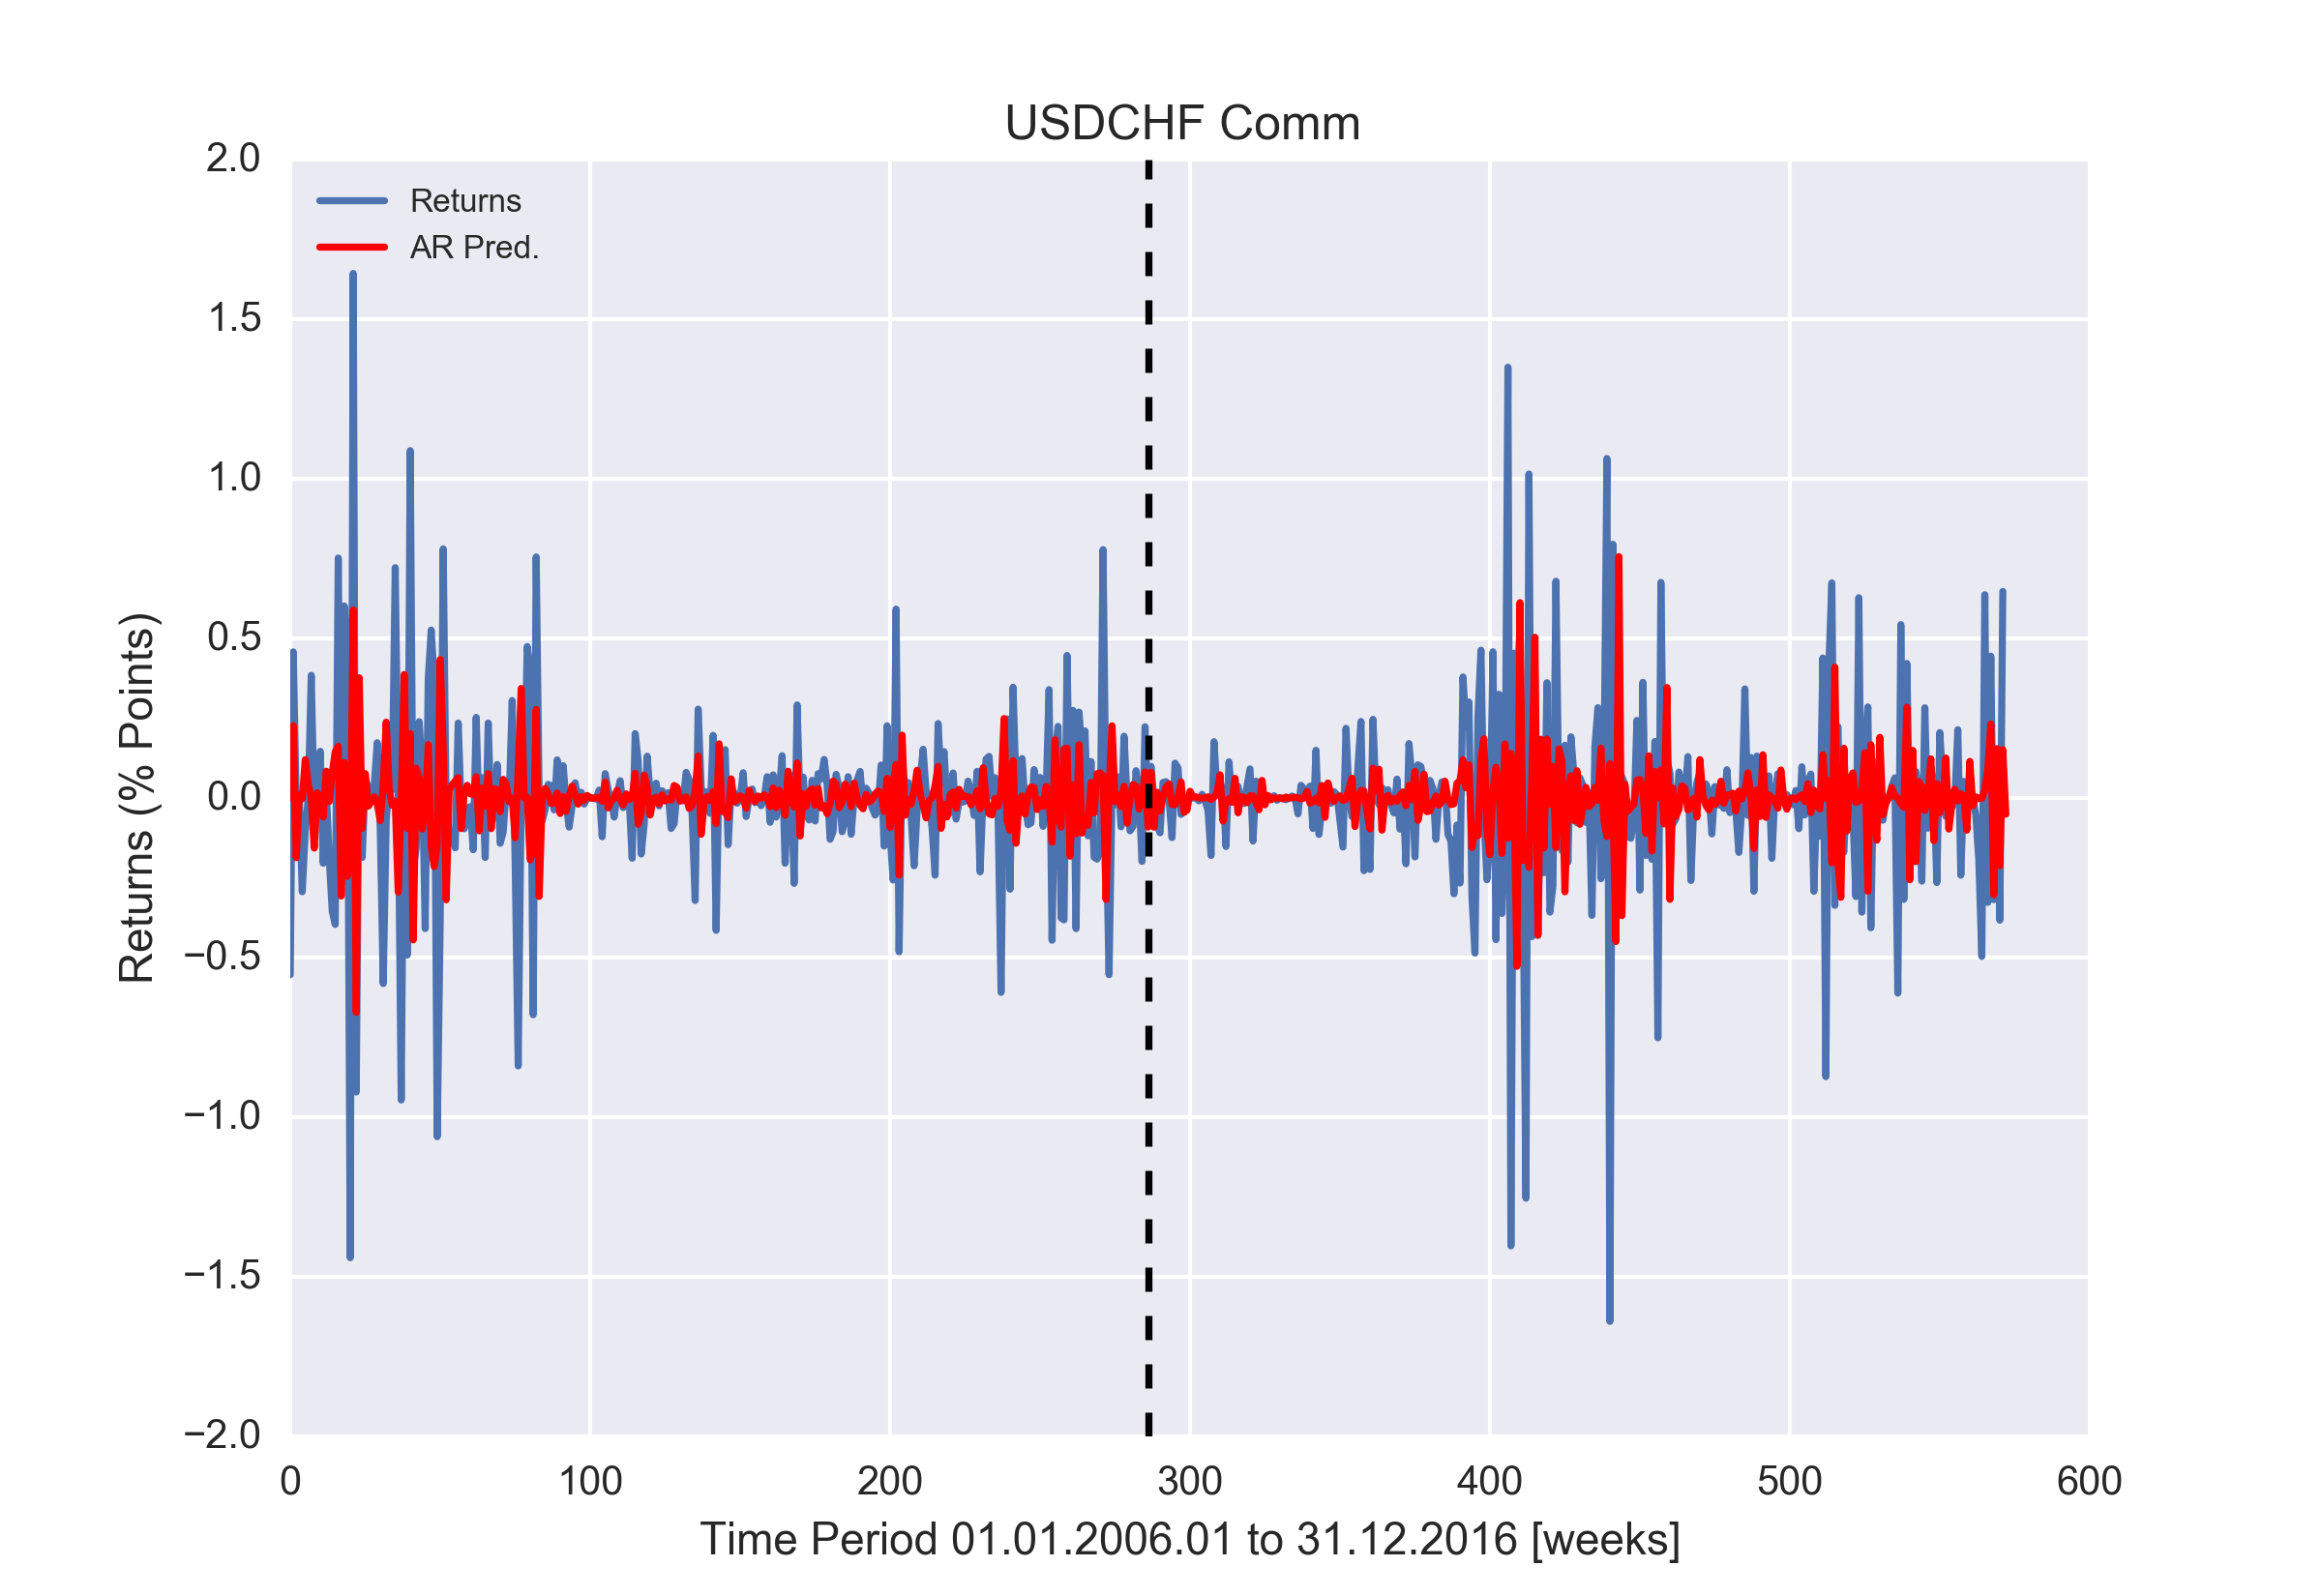 USDCHF Comm
2.0
1.5
1.0
0.5
0.0
−0.5
−1.0
−1.5
−2.0
Returns (% Points)
Returns
AR Pred.
0 100 200 300 400 500 600
Time Period 01.01.2006.01 to 31.12.2016 [weeks]